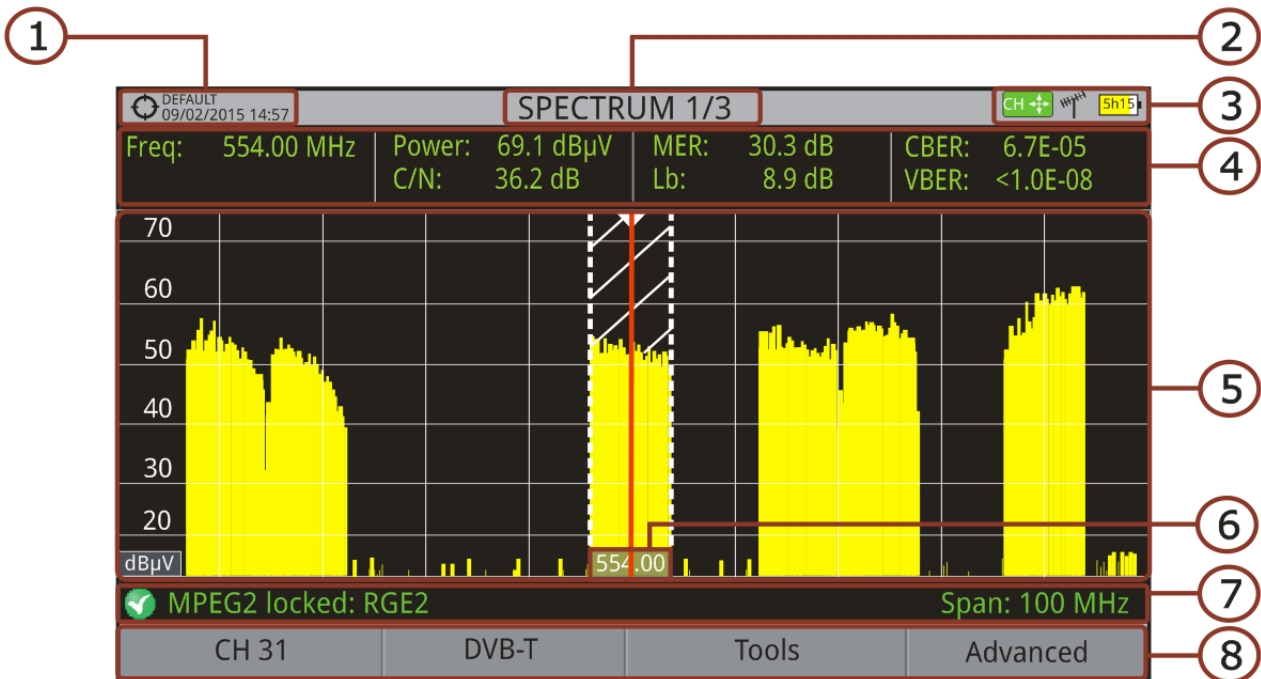 1
2
DEFAULT
09/02/2015 14:57
SPECTRUM 1/3
CH
5h15
3
Freq: 554.00 MHz Power: 69.1 dBµV MER: 30.3 dB CBER: 6.7E-05
C/N: 36.2 dB Lb: 8.9 dB VBER: <1.0E-08
4
70
60
50
40
30
20
dBµV
5
6
554.00
MPEG2 locked: RGE2 Span: 100 MHz
7
CH 31 DVB-T Tools Advanced
8